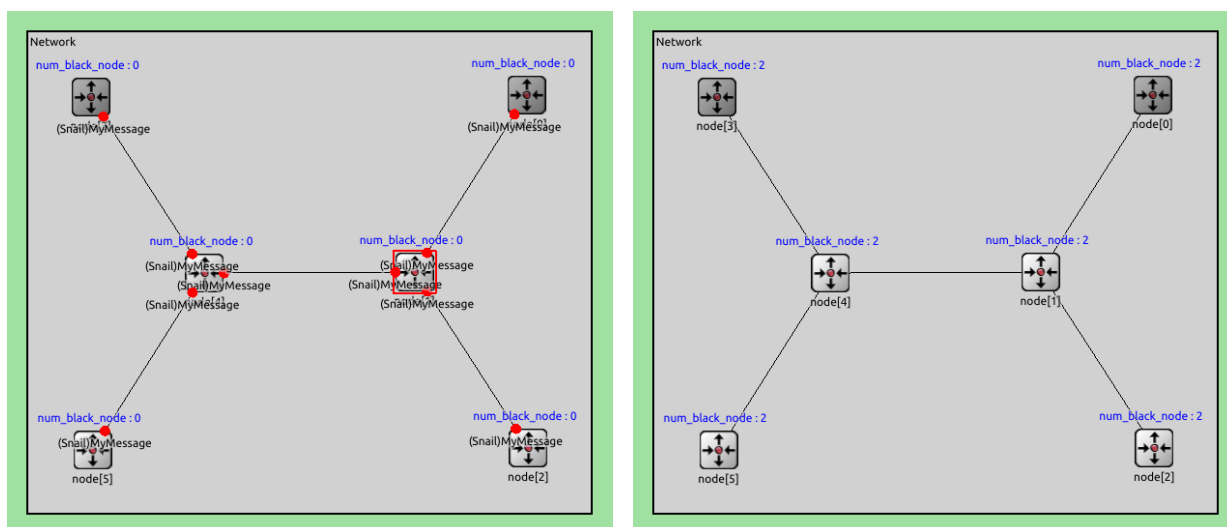 Network
num_black_node : 0
num_black_node : 0
(Snail)MyMessage
(Snail)MyMessage
num_black_node : 0
num_black_node : 0
(Snail)MyMessage
(Snail)MyMessage
(Snail)MyMessage
(Snail)MyMessage
(Snail)MyMessage
(Snail)MyMessage
num_black_node : 0
num_black_node : 0
(Snail)MyMessage
(Snail)MyMessage
node[5]
node[2]
Network
num_black_node : 2
num_black_node : 2
node[3]
node[0]
num_black_node : 2
num_black_node : 2
node[4]
node[1]
num_black_node : 2
num_black_node : 2
node[5]
node[2]